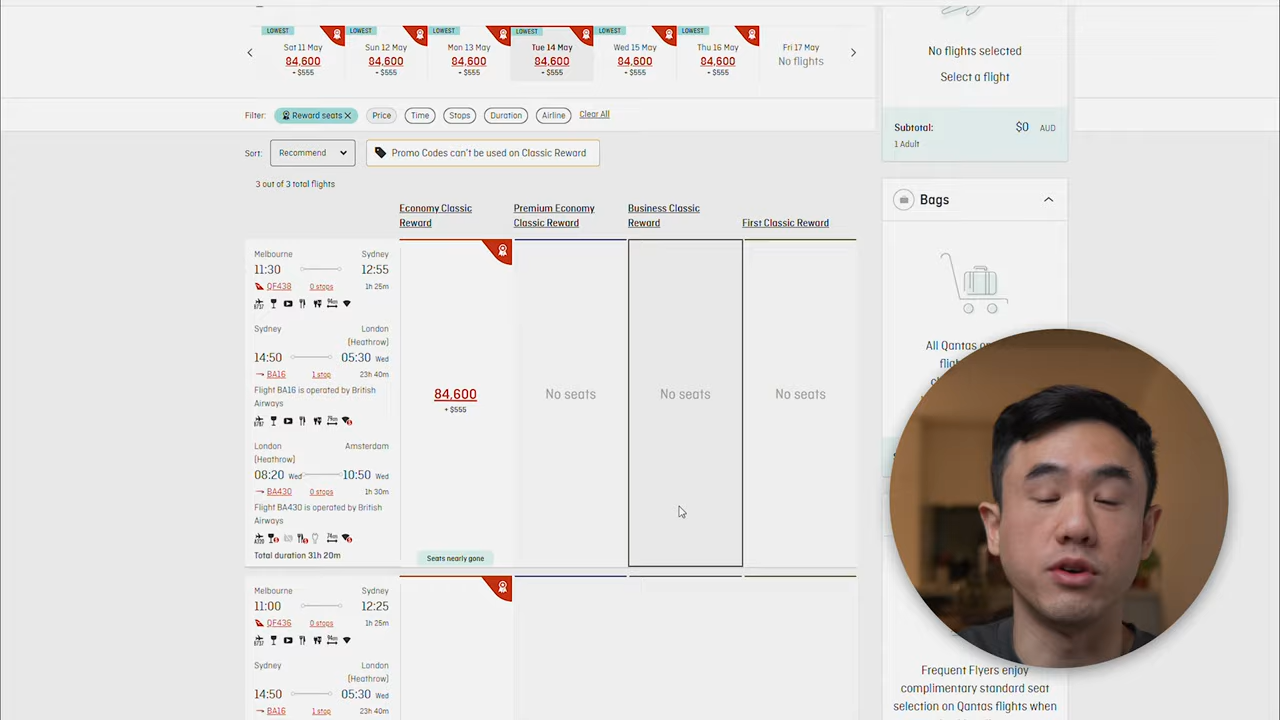 LOWEST LOWEST LOWEST LOWEST LOWEST LOWEST
Sat 11 May Sun 12 May Mon 13 May Tue 14 May Wed 15 May Thu 16 May Fri 17 May
84,600 84,600 84,600 84,600 84,600 84,600 No flights
+ $555 + $555 + $555 + $555 + $555 + $555
Filter: Reward seats X Price Time Stops Duration Airline Clear All
Sort: Recommend Promo Codes can't be used on Classic Reward
3 out of 3 total flights
Economy Classic Reward
Premium Economy Classic Reward
Business Classic Reward
First Classic Reward
Melbourne Sydney
11:30 12:55
QF438 0 stops 1h 25m
Sydney London
[Heathrow]
14:50 05:30 Wed
BA16 1 stop 23h 40m
Flight BA16 is operated by British
Airways
London Amsterdam
[Heathrow]
08:20 Wed 10:50 Wed
BA430 0 stops 1h 30m
Flight BA430 is operated by British
Airways
Total duration 31h 20m
84,600
+ $555
Seats nearly gone
No seats
No seats
No seats
Melbourne Sydney
11:00 12:25
QF436 0 stops 1h 25m
Sydney London
[Heathrow]
14:50 05:30 Wed
BA16 1 stop 23h 40m
No flights selected
Select a flight
Subtotal: $0 AUD
1 Adult
Bags
All Qantas
Frequent Flyers enjoy
complimentary standard seat
selection on Qantas flights when